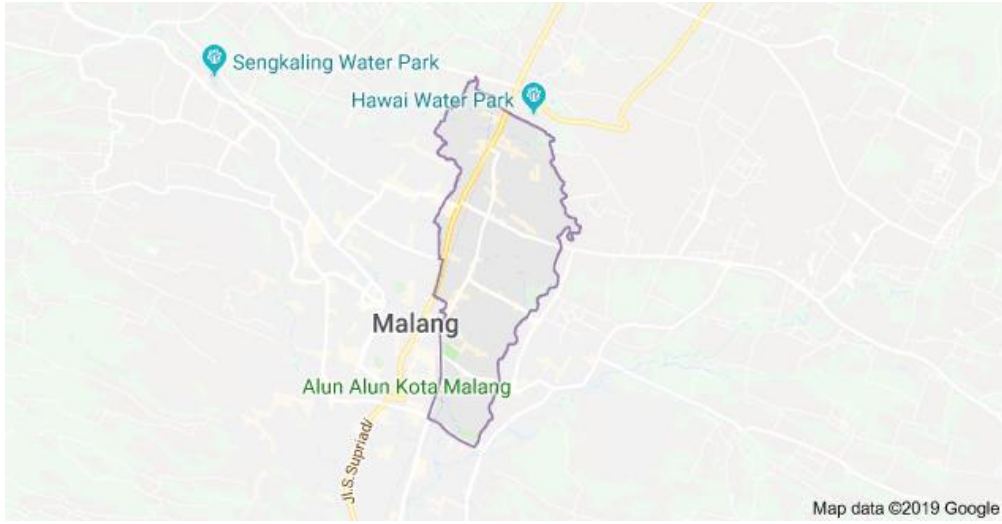 Sengkaling Water Park
Hawai Water Park
Malang
Alun Alun Kota Malang
Jl.S.Supriadi
Map data ©2019 Google